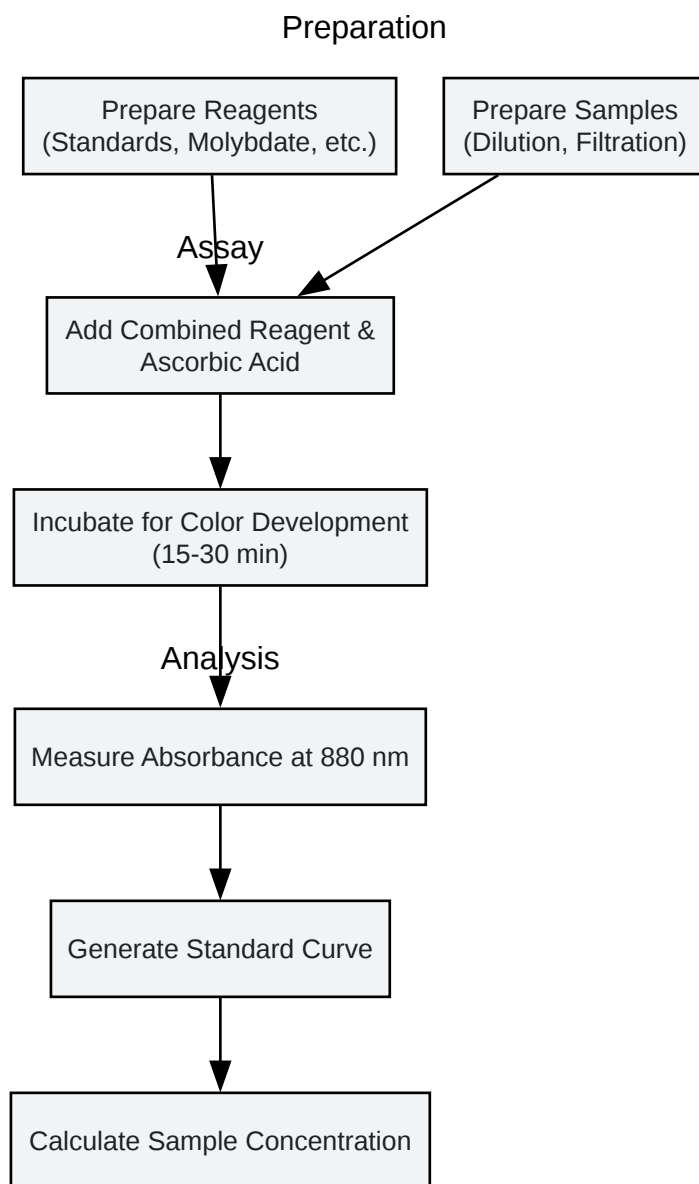 Preparation
Prepare Reagents
(Standards, Molybdate, etc.)
Prepare Samples
(Dilution, Filtration)
Assay
Add Combined Reagent &
Ascorbic Acid
Incubate for Color Development
(15-30 min)
Analysis
Measure Absorbance at 880 nm
Generate Standard Curve
Calculate Sample Concentration